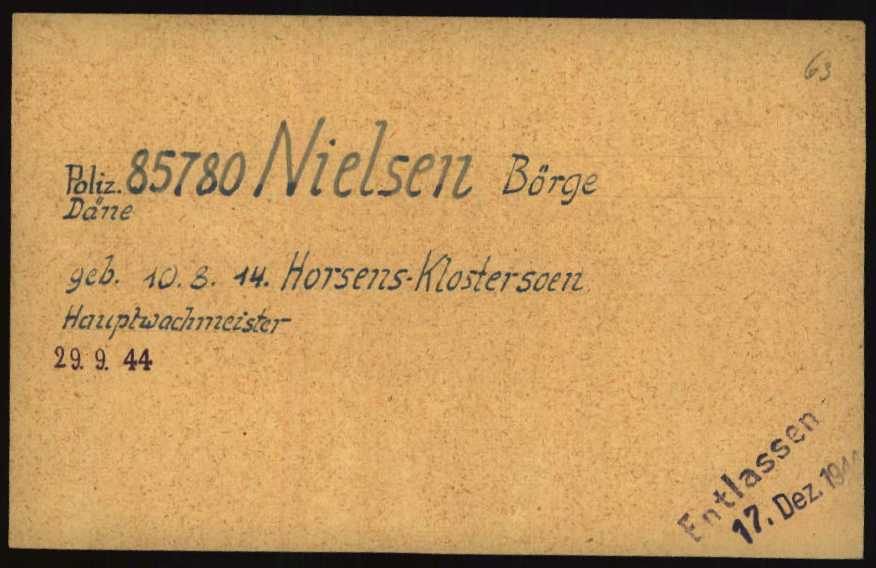 63
Poliz. 85780 Nielsen Börge
Däne
geb. 10. 8. 14. Horsens-Klostersoen
Hauptwachmeister
29. 9. 44
Entlassen
17. Dez.